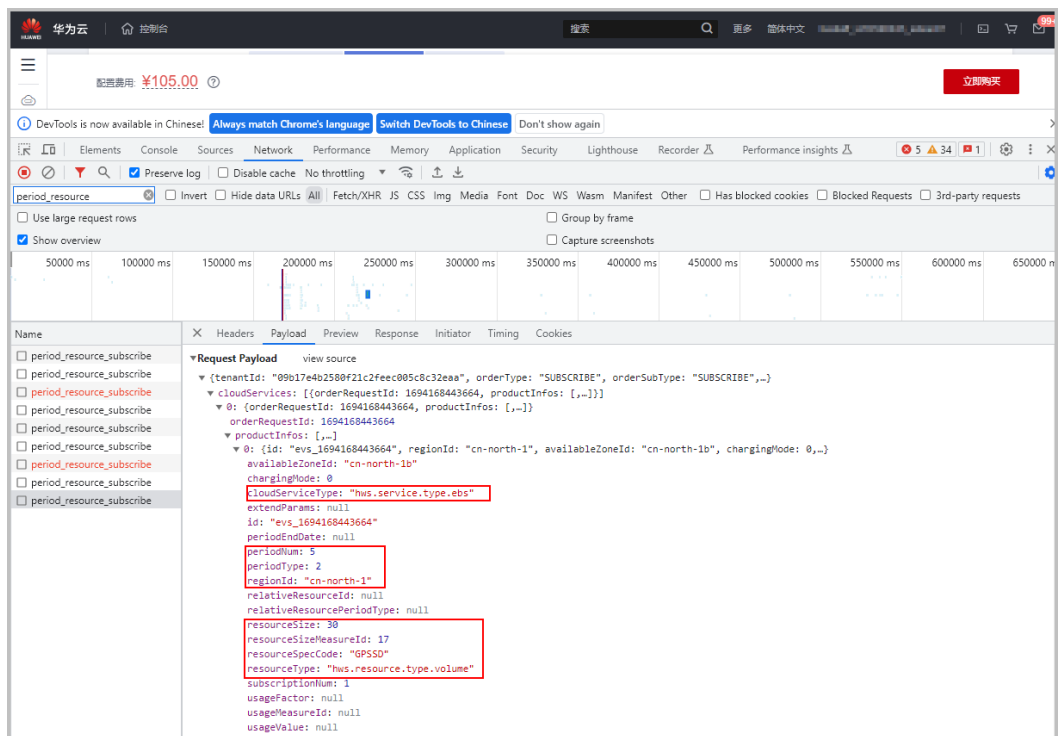 HUAWEI 华为云 控制台 搜索 更多 简体中文 99+
配置费用: ¥105.00 ? 立即购买
DevTools is now available in Chinese! Always match Chrome's language Switch DevTools to Chinese Don't show again
Elements Console Sources Network Performance Memory Application Security Lighthouse Recorder Performance insights 5 34 1
Preserve log Disable cache No throttling
period_resource Invert Hide data URLs All Fetch/XHR JS CSS Img Media Font Doc WS Wasm Manifest Other Has blocked cookies Blocked Requests 3rd-party requests
Use large request rows Group by frame
Show overview Capture screenshots
50000 ms 100000 ms 150000 ms 200000 ms 250000 ms 300000 ms 350000 ms 400000 ms 450000 ms 500000 ms 550000 ms 600000 ms 650000 m
Name Headers Payload Preview Response Initiator Timing Cookies
period_resource_subscribe
period_resource_subscribe
period_resource_subscribe
period_resource_subscribe
period_resource_subscribe
period_resource_subscribe
period_resource_subscribe
period_resource_subscribe
period_resource_subscribe
▼Request Payload view source
▼ {tenantId: "09b17e4b2580f21c2feec005c8c32eaa", orderType: "SUBSCRIBE", orderSubType: "SUBSCRIBE",…}
▼ cloudServices: [{orderRequestId: 1694168443664, productInfos: [,…]}]
▼ 0: {orderRequestId: 1694168443664, productInfos: [,…]}
orderRequestId: 1694168443664
▼ productInfos: [,…]
▼ 0: {id: "evs_1694168443664", regionId: "cn-north-1", availableZoneId: "cn-north-1b", chargingMode: 0,…}
availableZoneId: "cn-north-1b"
chargingMode: 0
cloudServiceType: "hws.service.type.ebs"
extendParams: null
id: "evs_1694168443664"
periodEndDate: null
periodNum: 5
periodType: 2
regionId: "cn-north-1"
relativeResourceId: null
relativeResourcePeriodType: null
resourceSize: 30
resourceSizeMeasureId: 17
resourceSpecCode: "GPSSD"
resourceType: "hws.resource.type.volume"
subscriptionNum: 1
usageFactor: null
usageMeasureId: null
usageValue: null